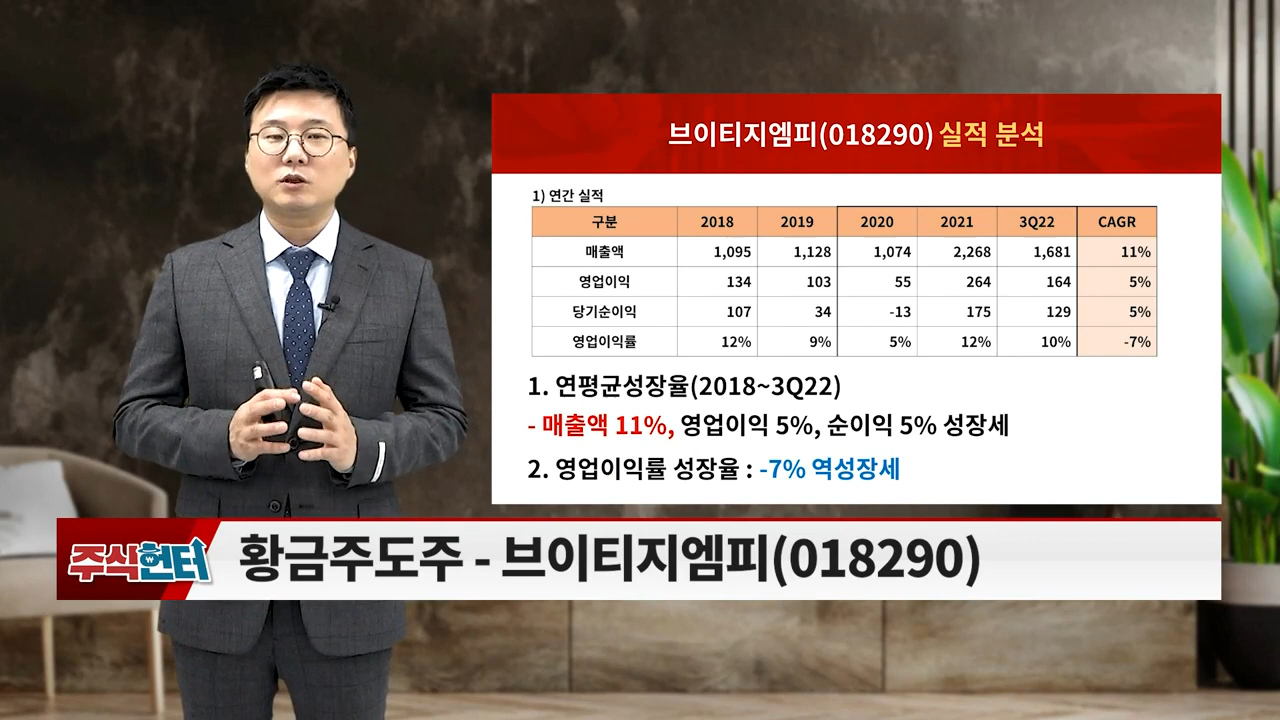 브이티지엠피(018290) 실적 분석
1) 연간 실적
구분 2018 2019 2020 2021 3Q22 CAGR
매출액 1,095 1,128 1,074 2,268 1,681 11%
영업이익 134 103 55 264 164 5%
당기순이익 107 34 -13 175 129 5%
영업이익률 12% 9% 5% 12% 10% -7%
1. 연평균성장율(2018~3Q22)
- 매출액 11%, 영업이익 5%, 순이익 5% 성장세
2. 영업이익률 성장율 : -7% 역성장세
주식헌터 황금주도주 - 브이티지엠피(018290)